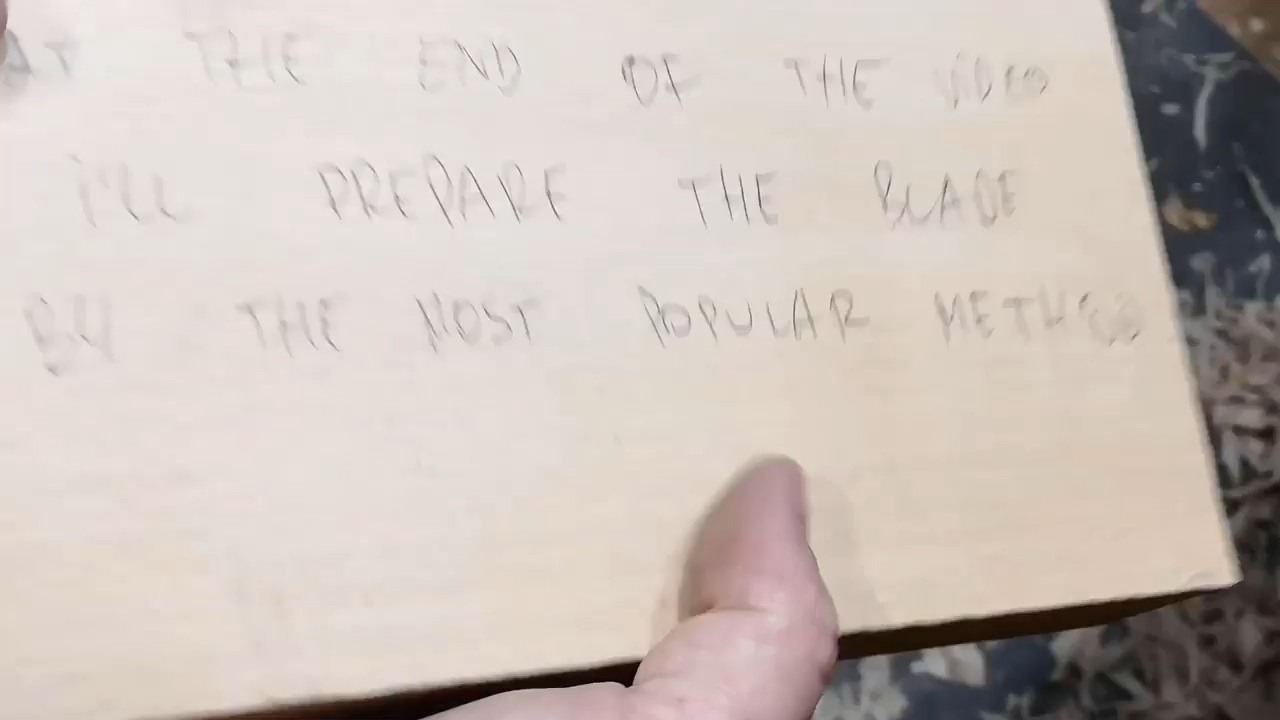 AT THE END OF THE VIDEO
I'LL PREPARE THE BLADE
BY THE MOST POPULAR METHOD